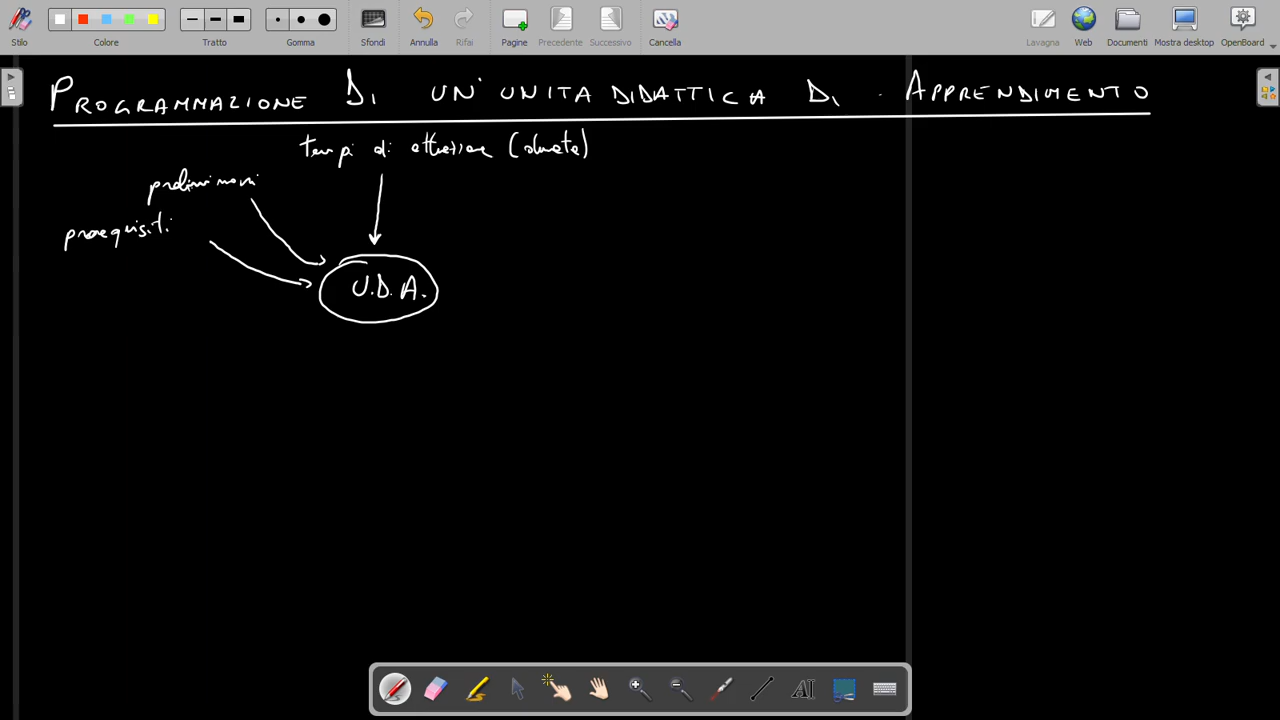 Stilo Colore Tratto Gomma Sfondi Annulla Rifai Pagine Precedente Successivo Cancella Lavagna Web Documenti Mostra desktop OpenBoard
PROGRAMMAZIONE DI UN'UNITA DIDATTICA DI APPRENDIMENTO
tempi di attuazione (durata)
preliminari
prerequisiti
U.D.A.
AI